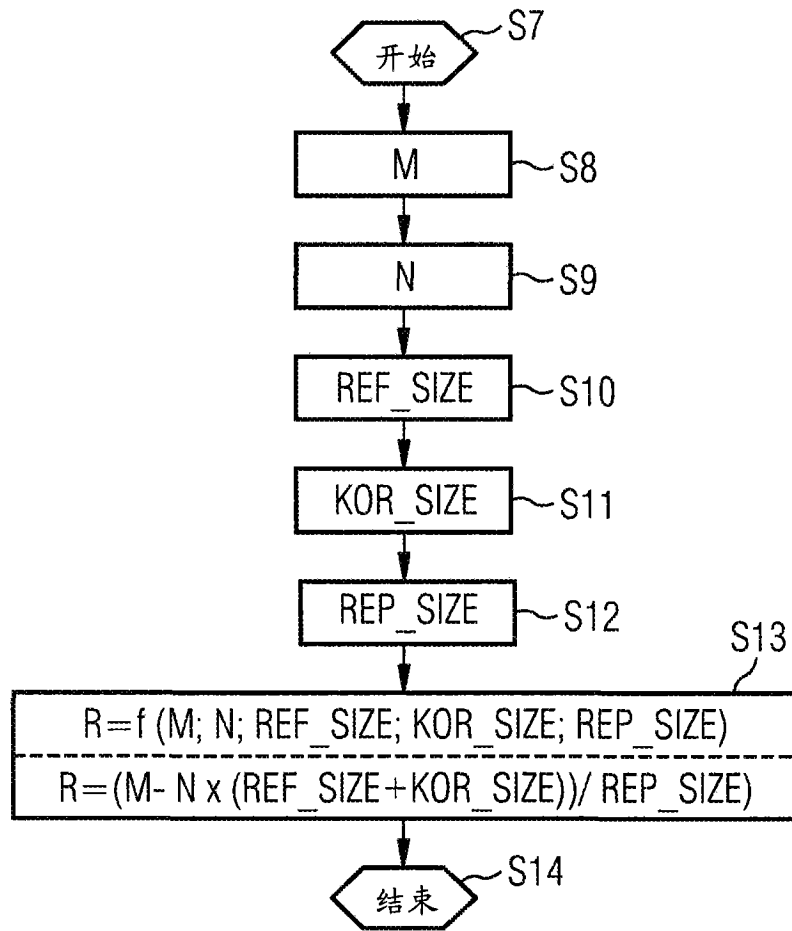 开始
S7
M
S8
N
S9
REF_SIZE
S10
KOR_SIZE
S11
REP_SIZE
S12
S13
R=f (M; N; REF_SIZE; KOR_SIZE; REP_SIZE)
R=(M- N x (REF_SIZE+KOR_SIZE))/ REP_SIZE)
结束
S14